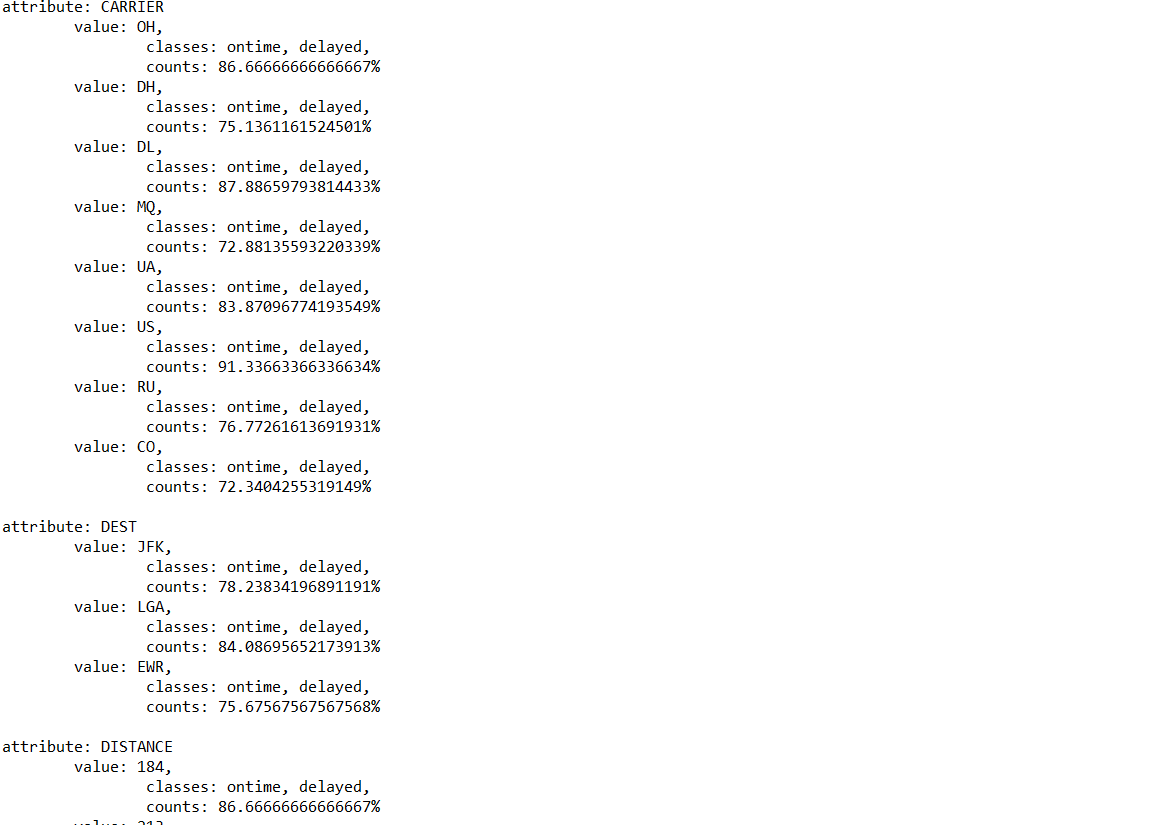 attribute: CARRIER
value: OH,
classes: ontime, delayed,
counts: 86.66666666666667%
value: DH,
classes: ontime, delayed,
counts: 75.1361161524501%
value: DL,
classes: ontime, delayed,
counts: 87.88659793814433%
value: MQ,
classes: ontime, delayed,
counts: 72.88135593220339%
value: UA,
classes: ontime, delayed,
counts: 83.87096774193549%
value: US,
classes: ontime, delayed,
counts: 91.33663366336634%
value: RU,
classes: ontime, delayed,
counts: 76.77261613691931%
value: CO,
classes: ontime, delayed,
counts: 72.3404255319149%
attribute: DEST
value: JFK,
classes: ontime, delayed,
counts: 78.23834196891191%
value: LGA,
classes: ontime, delayed,
counts: 84.08695652173913%
value: EWR,
classes: ontime, delayed,
counts: 75.67567567567568%
attribute: DISTANCE
value: 184,
classes: ontime, delayed,
counts: 86.66666666666667%
value: 213,